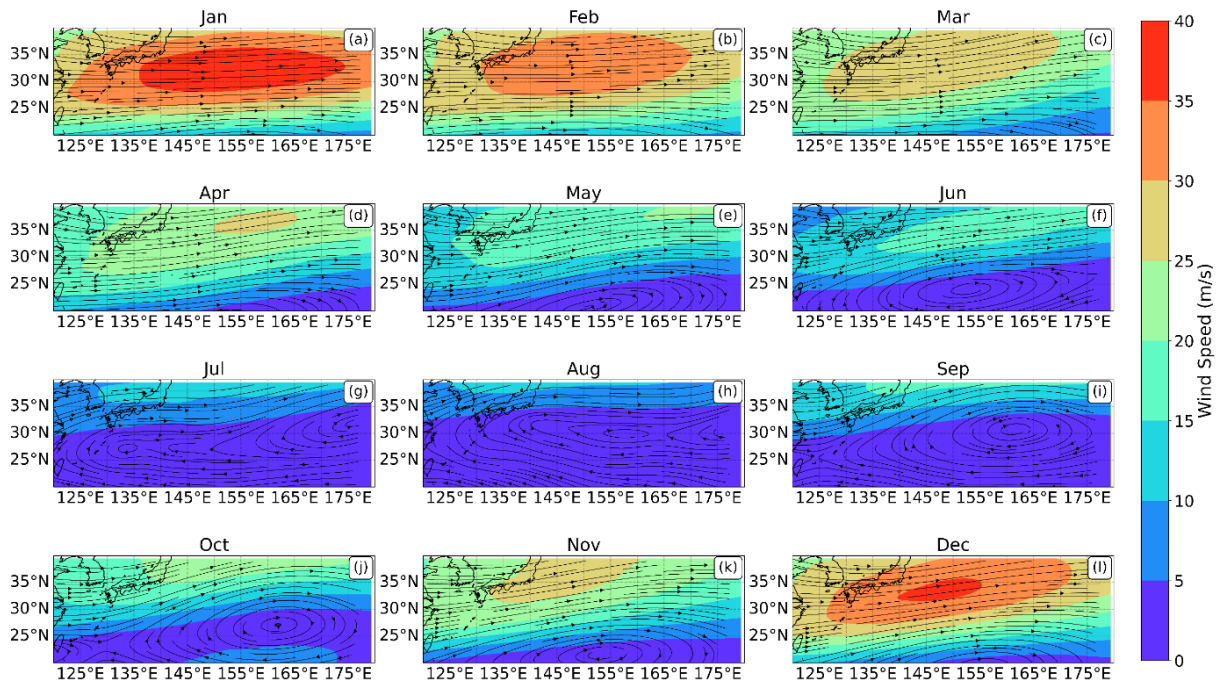 Jan Feb Mar
(a) (b) (c)
35°N
30°N
25°N
125°E 135°E 145°E 155°E 165°E 175°E 125°E 135°E 145°E 155°E 165°E 175°E 125°E 135°E 145°E 155°E 165°E 175°E
Apr May Jun
(d) (e) (f)
35°N 35°N 35°N
30°N 30°N 30°N
25°N 25°N 25°N
125°E 135°E 145°E 155°E 165°E 175°E 125°E 135°E 145°E 155°E 165°E 175°E 125°E 135°E 145°E 155°E 165°E 175°E
Jul Aug Sep
(g) (h) (i)
35°N 35°N 35°N
30°N 30°N 30°N
25°N 25°N 25°N
125°E 135°E 145°E 155°E 165°E 175°E 125°E 135°E 145°E 155°E 165°E 175°E 125°E 135°E 145°E 155°E 165°E 175°E
Oct Nov Dec
(j) (k) (l)
35°N 35°N 35°N
30°N 30°N 30°N
25°N 25°N 25°N
125°E 135°E 145°E 155°E 165°E 175°E 125°E 135°E 145°E 155°E 165°E 175°E 125°E 135°E 145°E 155°E 165°E 175°E
40
35
30
25
20
15
10
5
0
Wind Speed (m/s)